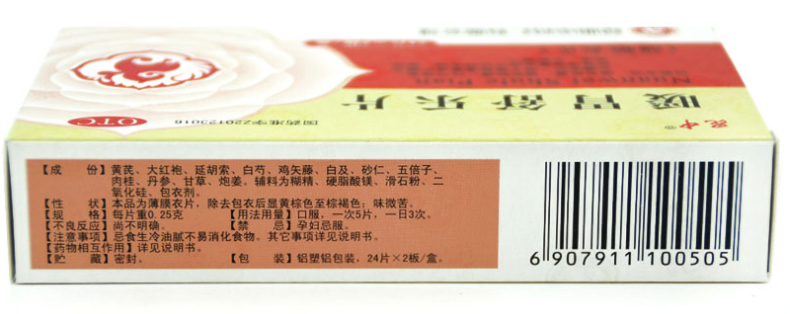 OTC
国药准字Z20123016
暖胃舒乐片
Nuanwei Shule Pian
昆中
【成　份】黄芪、大红袍、延胡索、白芍、鸡矢藤、白及、砂仁、五倍子、
肉桂、丹参、甘草、炮姜。辅料为糊精、硬脂酸镁、滑石粉、二
氧化硅、包衣剂。
【性　状】本品为薄膜衣片，除去包衣后显黄棕色至棕褐色；味微苦。
【规　格】每片重0.25克　【用法用量】口服，一次5片，一日3次。
【不良反应】尚不明确。　【禁　忌】孕妇忌服。
【注意事项】忌食生冷油腻不易消化食物。其它事项详见说明书。
【药物相互作用】详见说明书。
【贮　藏】密封。　【包　装】铝塑铝包装，24片×2板/盒。
6 907911 100505